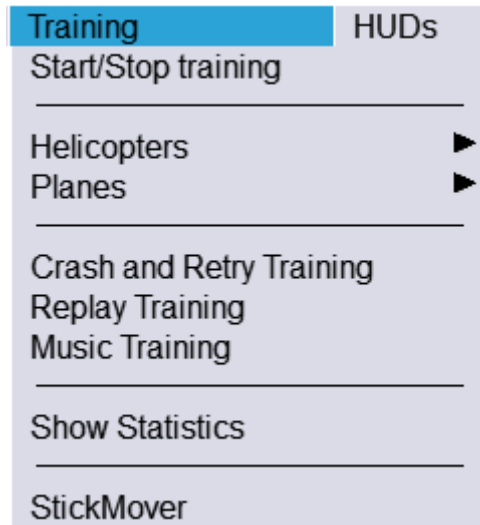 Training HUDs
Start/Stop training
Helicopters
Planes
Crash and Retry Training
Replay Training
Music Training
Show Statistics
StickMover